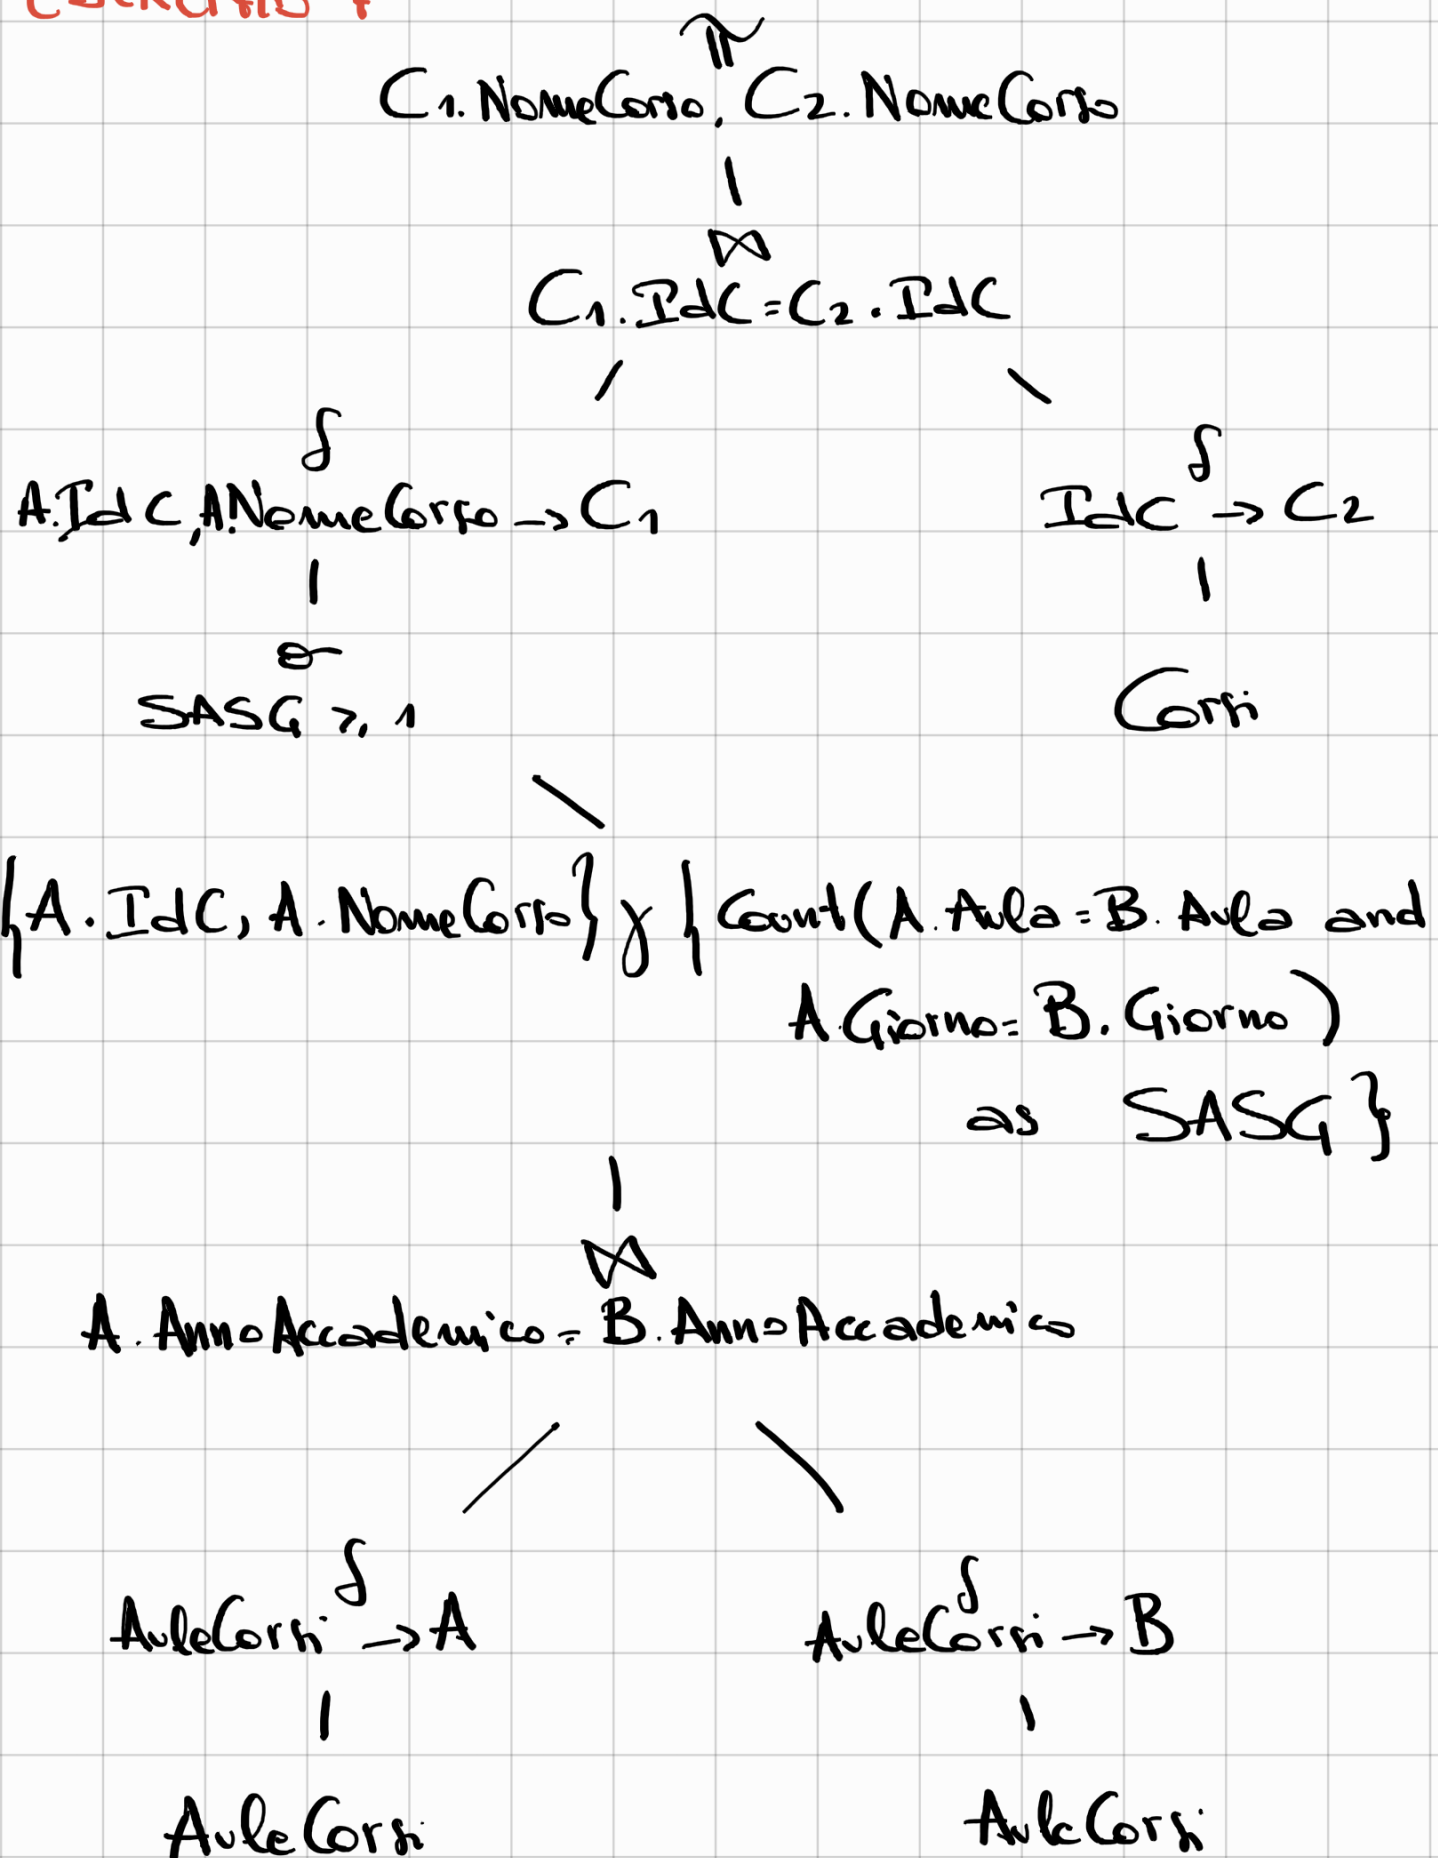 π
C1.NomeCorso, C2.NomeCorso
⋈
C1.IdC=C2.IdC
δ δ
A.IdC, A.NomeCorso → C1 IdC → C2
σ
SASG ⩾ 1 Corsi
{A.IdC, A.NomeCorso} γ {Count(A.Aula=B.Aula and
A.Giorno=B.Giorno)
as SASG}
⋈
A.AnnoAccademico=B.AnnoAccademico
δ δ
AuleCorsi → A AuleCorsi → B
AuleCorsi AuleCorsi